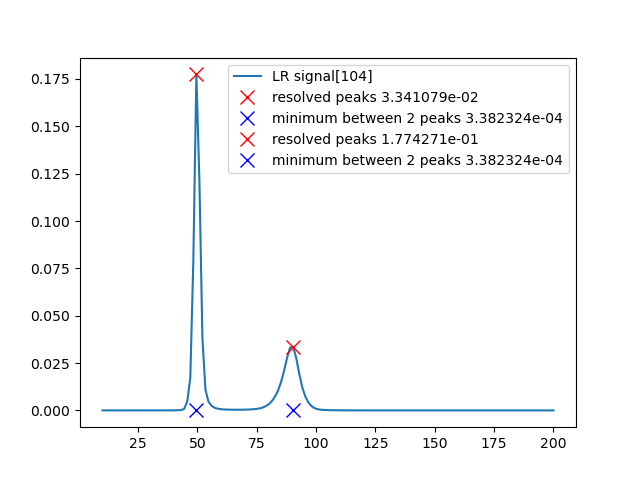 LR signal[104]
resolved peaks 3.341079e-02
minimum between 2 peaks 3.382324e-04
resolved peaks 1.774271e-01
minimum between 2 peaks 3.382324e-04
0.175
0.150
0.125
0.100
0.075
0.050
0.025
0.000
25 50 75 100 125 150 175 200